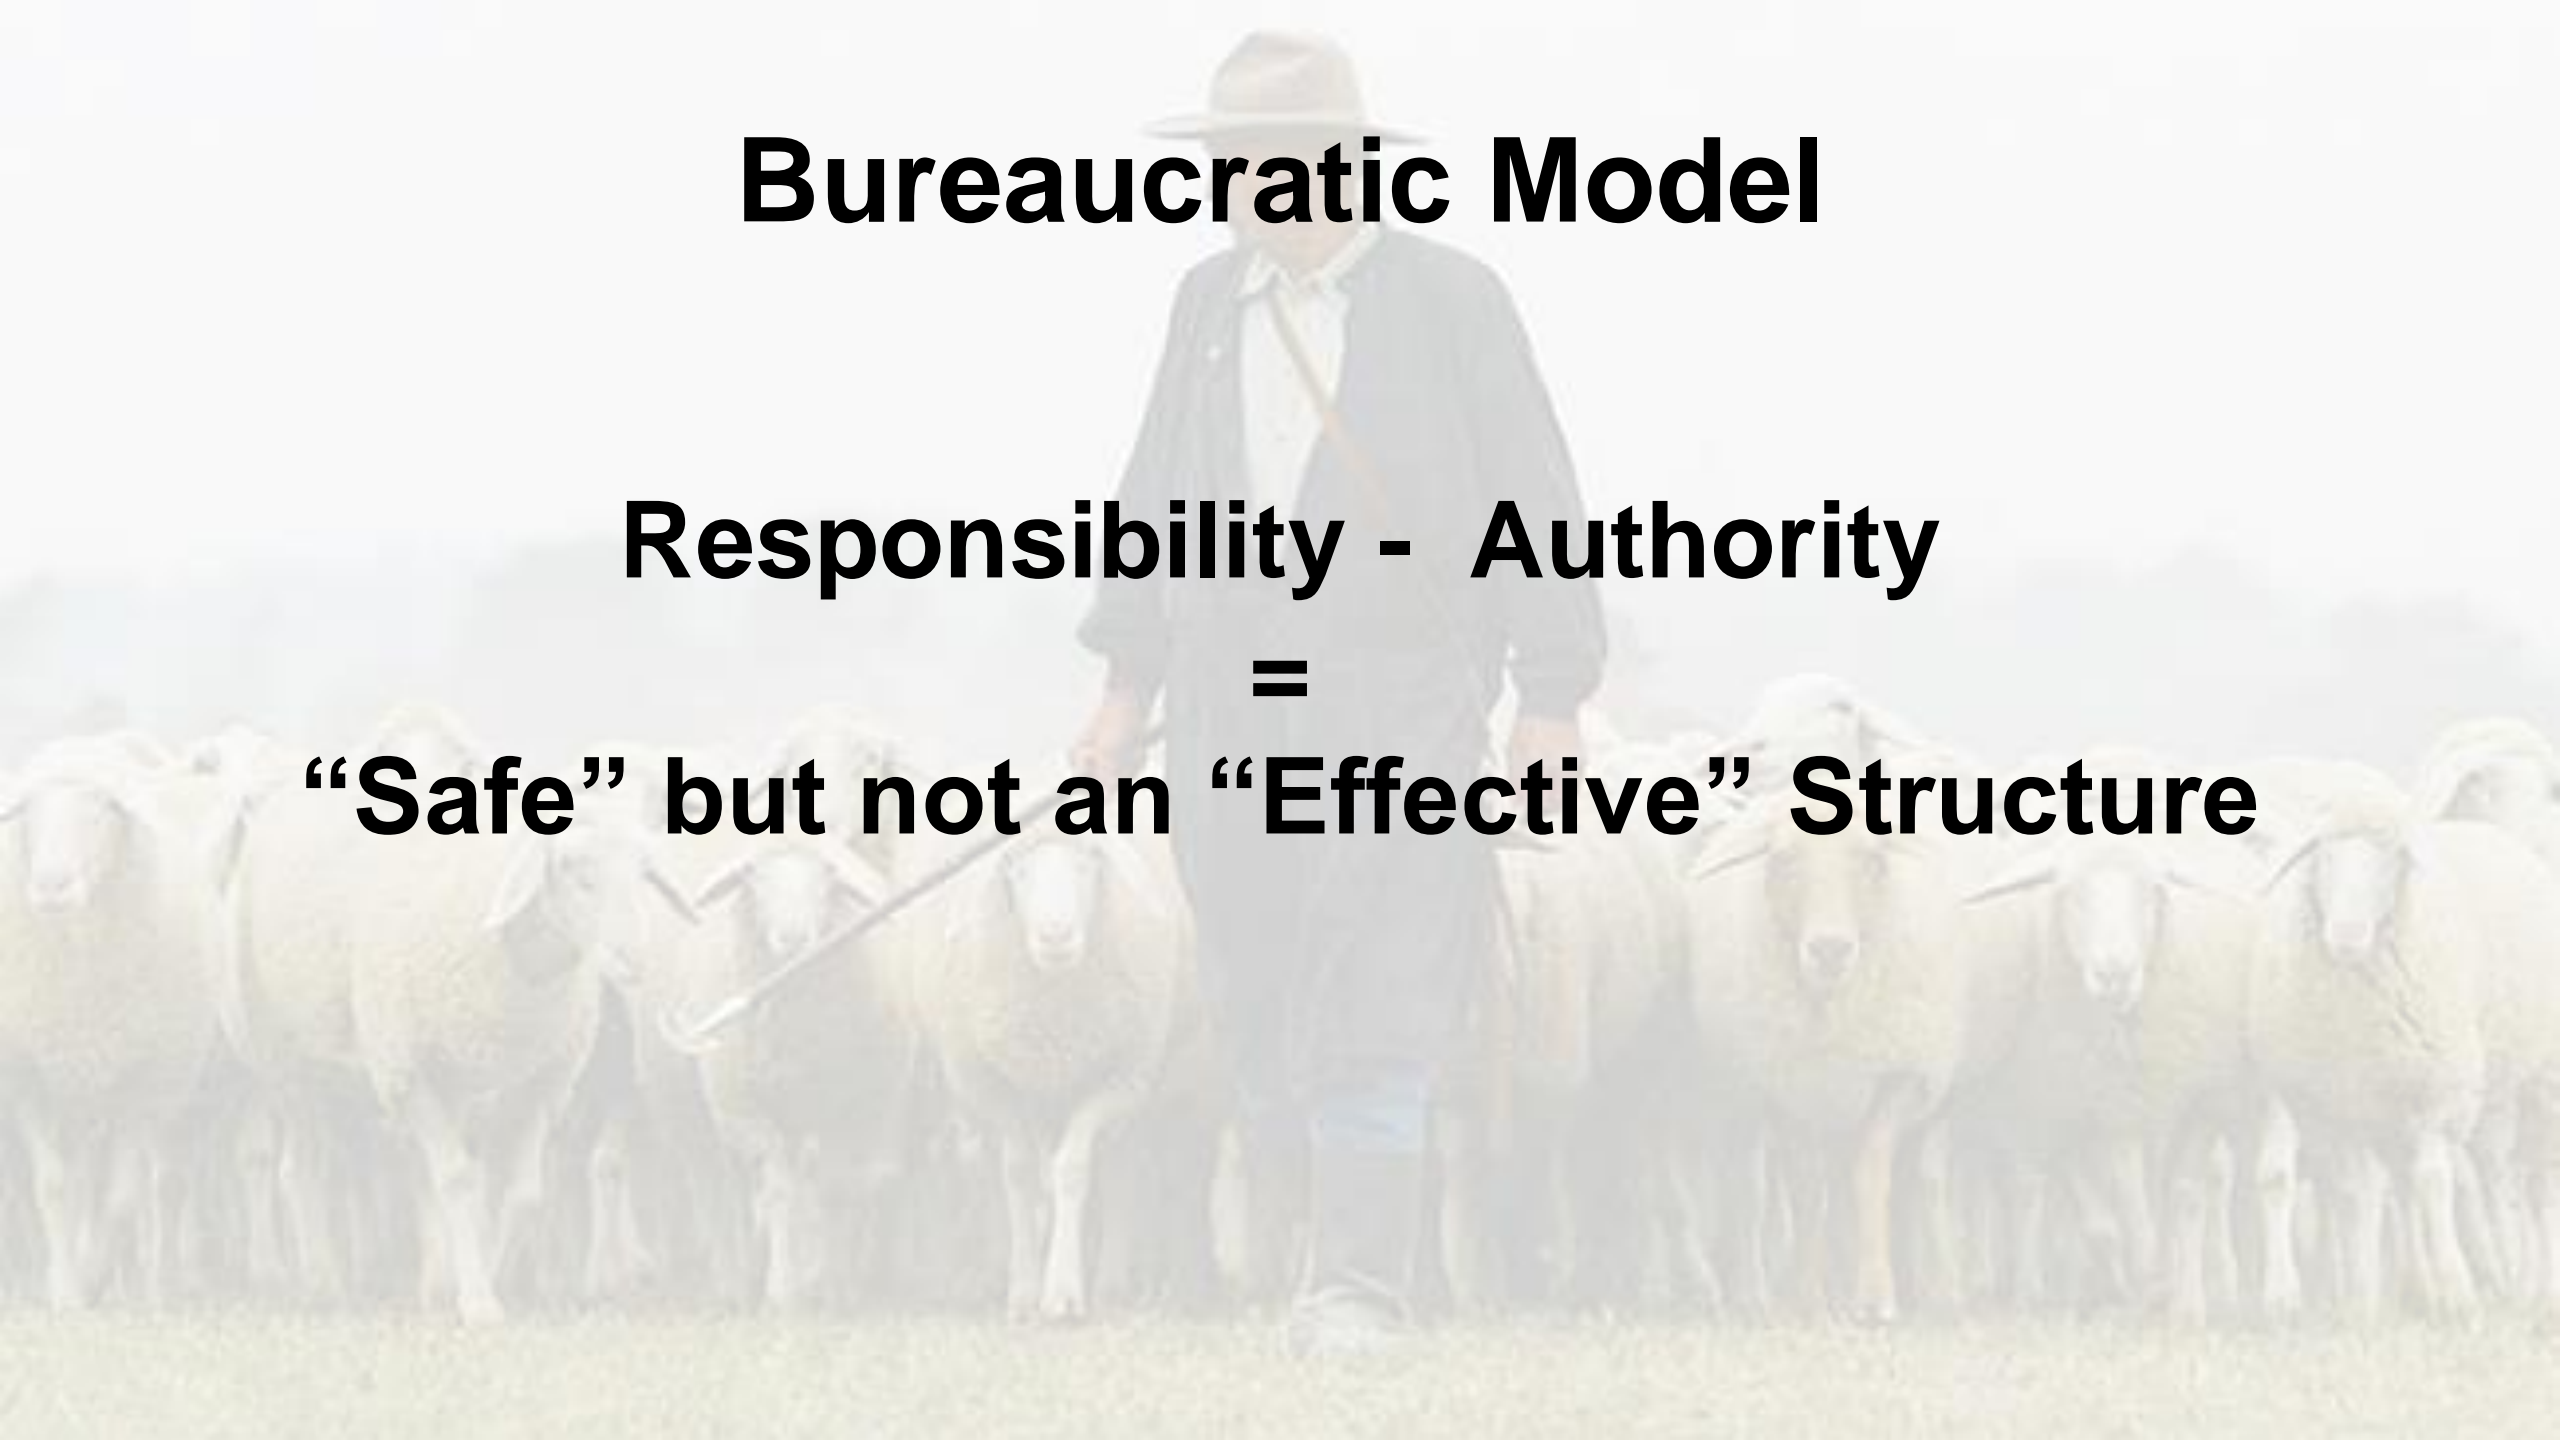 Bureaucratic Model
Responsibility -  Authority
=
“Safe” but not an “Effective” Structure